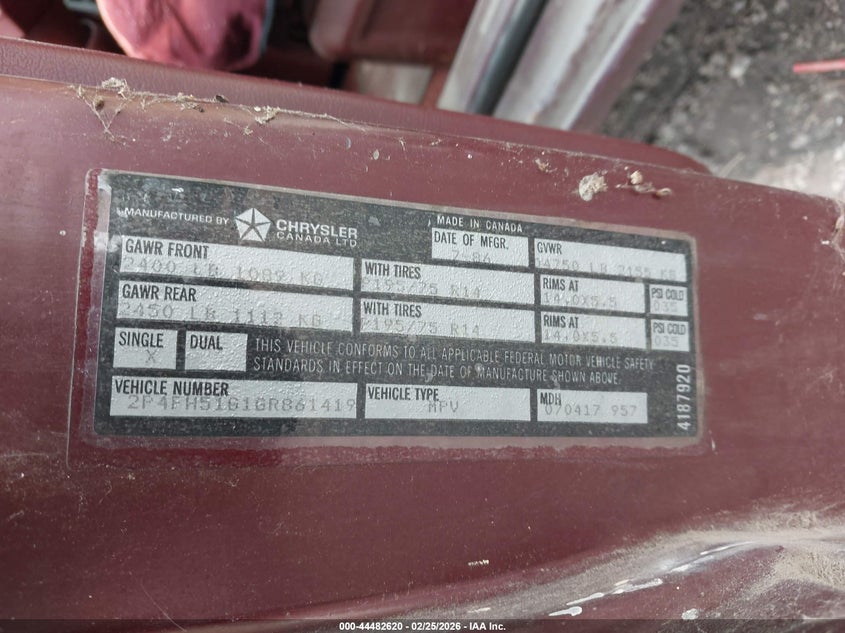 MANUFACTURED BY CHRYSLER CANADA LTD
MADE IN CANADA
DATE OF MFGR. 7-86
GVWR 04750 LB 2155 KG
GAWR FRONT 2400 LB 1089 KG
WITH TIRES P195/75 R14
RIMS AT 14.0X5.5
PSI COLD 035
GAWR REAR 2450 LB 1112 KG
WITH TIRES P195/75 R14
RIMS AT 14.0X5.5
PSI COLD 035
SINGLE X
DUAL
THIS VEHICLE CONFORMS TO ALL APPLICABLE FEDERAL MOTOR VEHICLE SAFETY
STANDARDS IN EFFECT ON THE DATE OF MANUFACTURE SHOWN ABOVE.
VEHICLE NUMBER 2P4FH51G1GR861419
VEHICLE TYPE MPV
MDH 070417 957
4187920
000-44482620 - 02/25/2026 - IAA Inc.